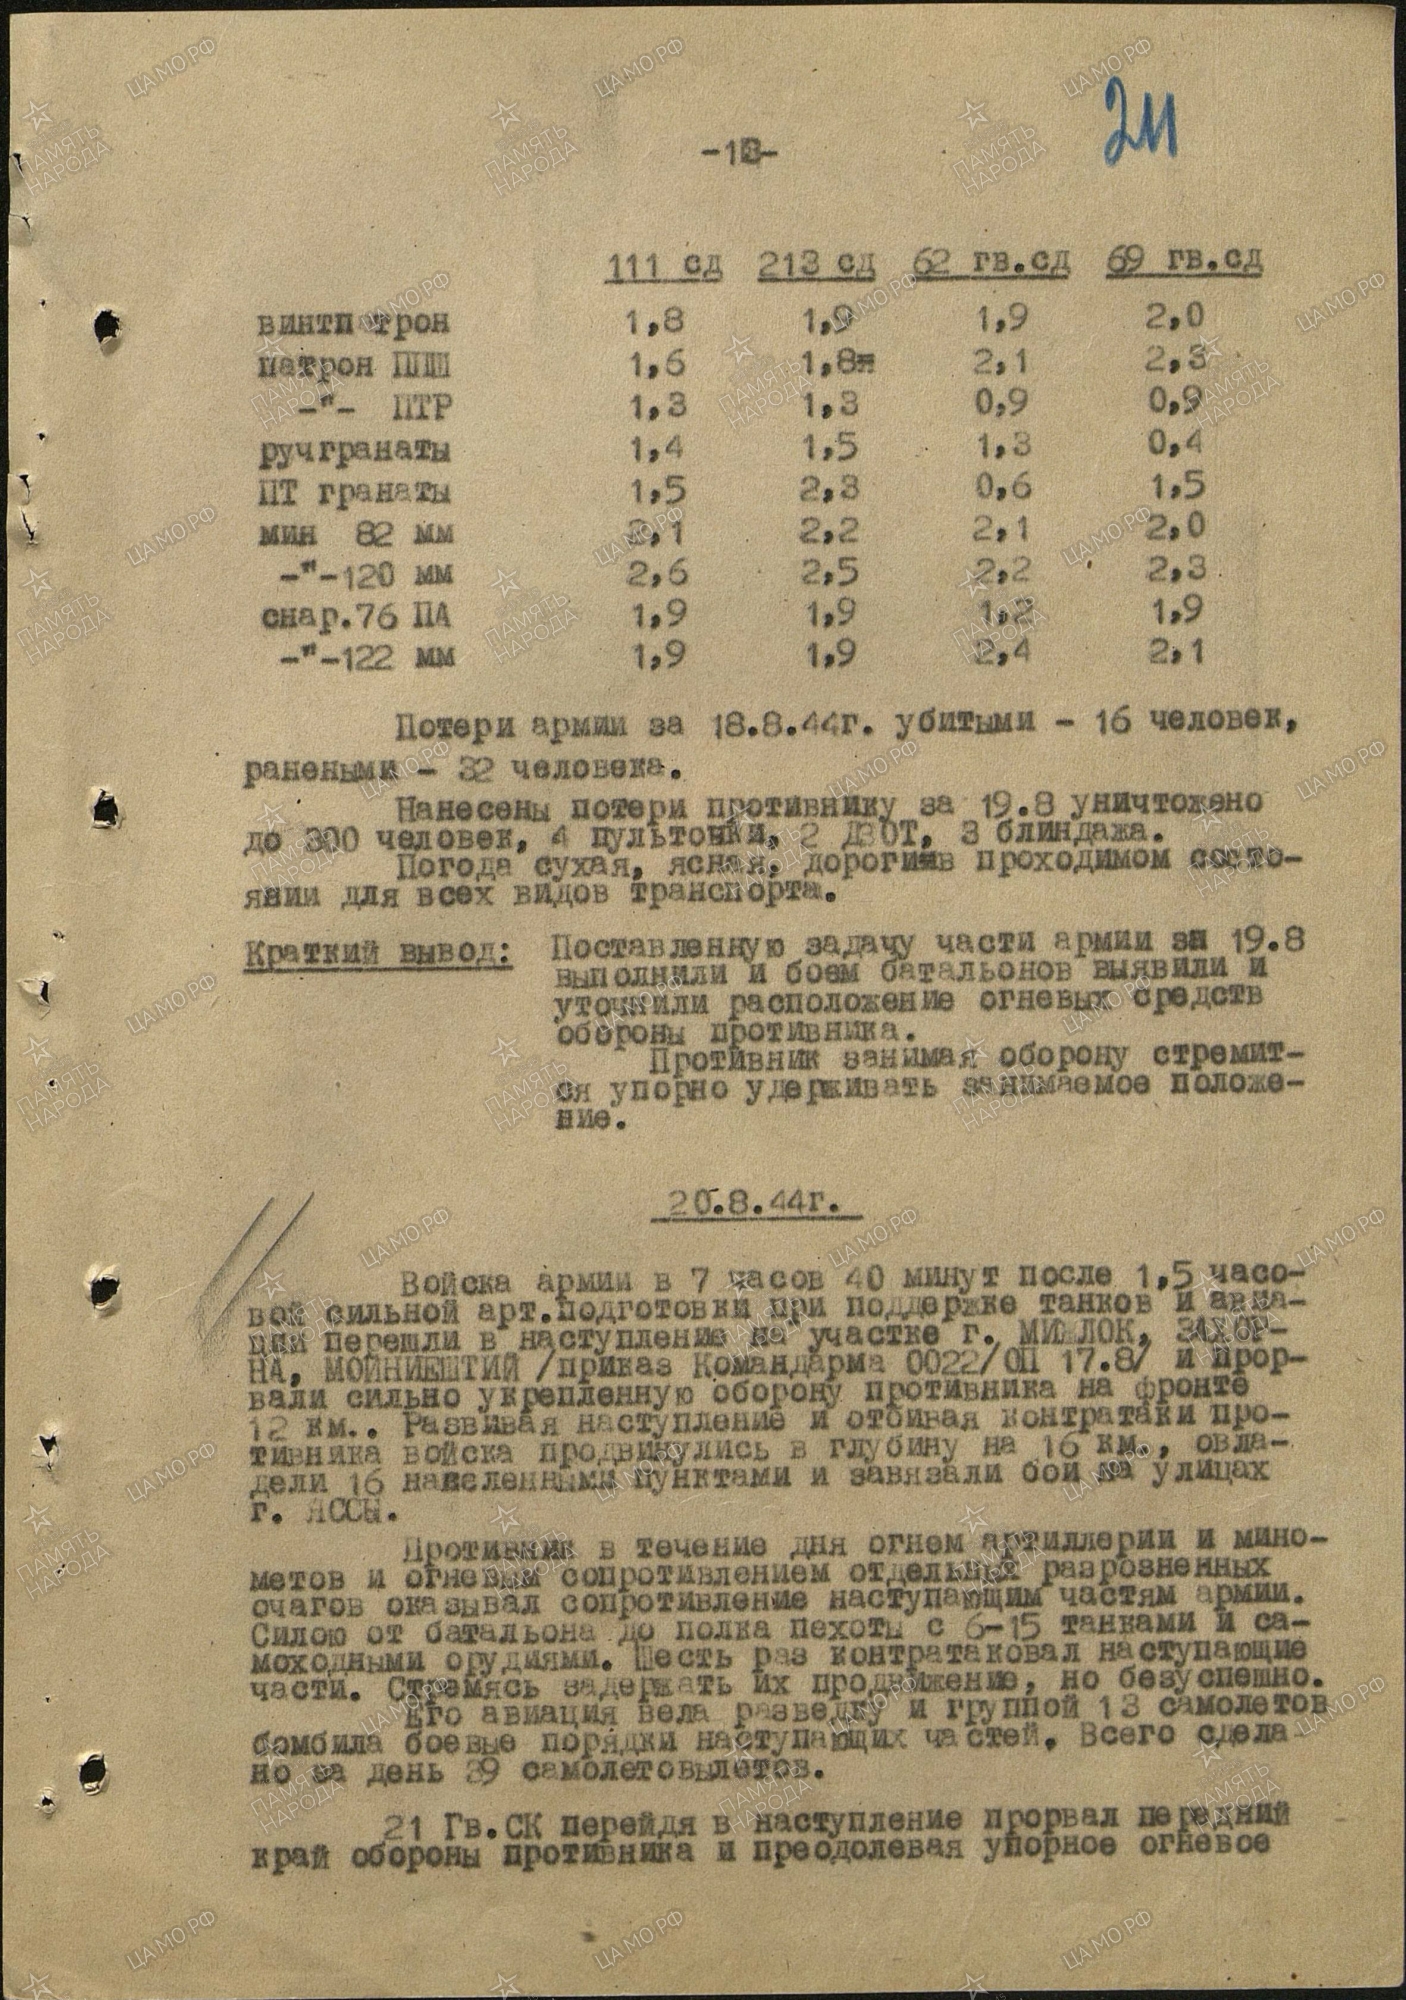 211
-13-
111 сд 213 сд 62 гв.сд 69 гв.сд
винтпатрон 1,8 1,9 1,9 2,0
патрон ППШ 1,6 1,8 2,1 2,3
-"- ПТР 1,3 1,3 0,9 0,9
ручгранаты 1,4 1,5 1,3 0,4
ПТ гранаты 1,5 2,3 0,6 1,5
мин 82 мм 2,1 2,2 2,1 2,0
-"-120 мм 2,6 2,5 2,2 2,3
снар.76 ПА 1,9 1,9 1,2 1,9
-"-122 мм 1,9 1,9 2,4 2,1
Потери армии за 18.8.44г. убитыми - 16 человек,
ранеными - 32 человека.
Нанесены потери противнику за 19.8 уничтожено
до 300 человек, 4 пультовки, 2 ДЗОТ, 3 блиндажа.
Погода сухая, ясная, дороги в проходимом состо-
янии для всех видов транспорта.
Краткий вывод: Поставленную задачу части армии за 19.8
выполнили и боем батальонов выявили и
уточнили расположение огневых средств
обороны противника.
Противник занимая оборону стремит-
ся упорно удерживать занимаемое положе-
ние.
20.8.44г.
Войска армии в 7 часов 40 минут после 1,5 часо-
вой сильной арт.подготовки при поддержке танков и авиа-
ции перешли в наступление на участке г. МИЖЛОК, ЗАХОР-
НА, МОЙНИЕШТИЙ /приказ Командарма 0022/ОП 17.8/ и прор-
вали сильно укрепленную оборону противника на фронте
12 км.. Развивая наступление и отбивая контратаки про-
тивника войска продвинулись в глубину на 16 км., овла-
дели 16 населенными пунктами и завязали бои на улицах
г. ЯССЫ.
Противник в течение дня огнем артиллерии и мино-
метов и огневым сопротивлением отдельных разрозненных
очагов оказывал сопротивление наступающим частям армии.
Силою от батальона до полка пехоты с 6-15 танками и са-
моходными орудиями. Шесть раз контратаковал наступающие
части. Стремясь задержать их продвижение, но безуспешно.
Его авиация вела разведку и группой 13 самолетов
бомбила боевые порядки наступающих частей. Всего сдела-
но за день 39 самолетовылетов.
21 Гв.СК перейдя в наступление прорвал передний
край обороны противника и преодолевая упорное огневое